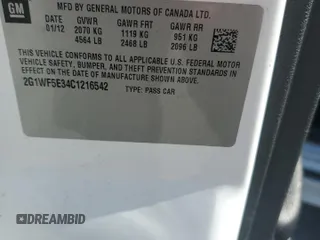 GM
MFD BY GENERAL MOTORS OF CANADA LTD.
DATE GVWR GAWR FRT GAWR RR
01/12 2070 KG 1119 KG 951 KG
4564 LB 2468 LB 2096 LB
THIS VEHICLE CONFORMS TO ALL APPLICABLE U.S. FEDERAL MOTOR
VEHICLE SAFETY, BUMPER, AND THEFT PREVENTION STANDARDS IN
EFFECT ON THE DATE OF MANUFACTURE SHOWN ABOVE.
2G1WF5E34C1216542 TYPE: PASS CAR
DREAMBID